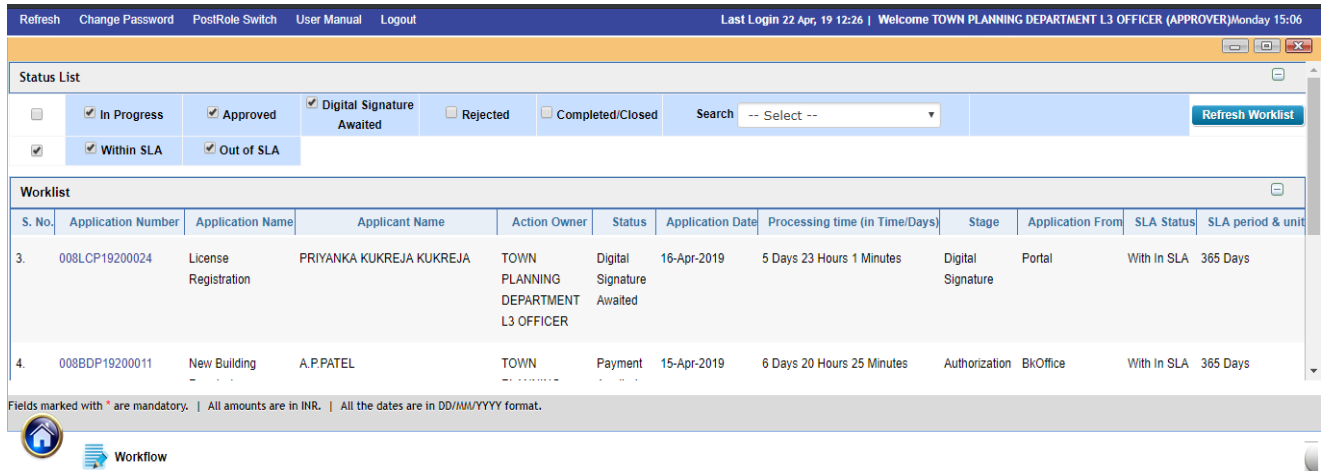 Refresh Change Password PostRole Switch User Manual Logout Last Login 22 Apr, 19 12:26 | Welcome TOWN PLANNING DEPARTMENT L3 OFFICER (APPROVER)Monday 15:06
Status List
In Progress Approved Digital Signature Awaited Rejected Completed/Closed Search -- Select -- Refresh Worklist
Within SLA Out of SLA
Worklist
S. No. Application Number Application Name Applicant Name Action Owner Status Application Date Processing time (in Time/Days) Stage Application From SLA Status SLA period & unit
3. 008LCP19200024 License PRIYANKA KUKREJA KUKREJA TOWN Digital 16-Apr-2019 5 Days 23 Hours 1 Minutes Digital Portal With In SLA 365 Days
Registration PLANNING Signature Signature
DEPARTMENT Awaited
L3 OFFICER
4. 008BDP19200011 New Building A.P.PATEL TOWN Payment 15-Apr-2019 6 Days 20 Hours 25 Minutes Authorization BkOffice With In SLA 365 Days
Fields marked with * are mandatory. | All amounts are in INR. | All the dates are in DD/MM/YYYY format.
Workflow